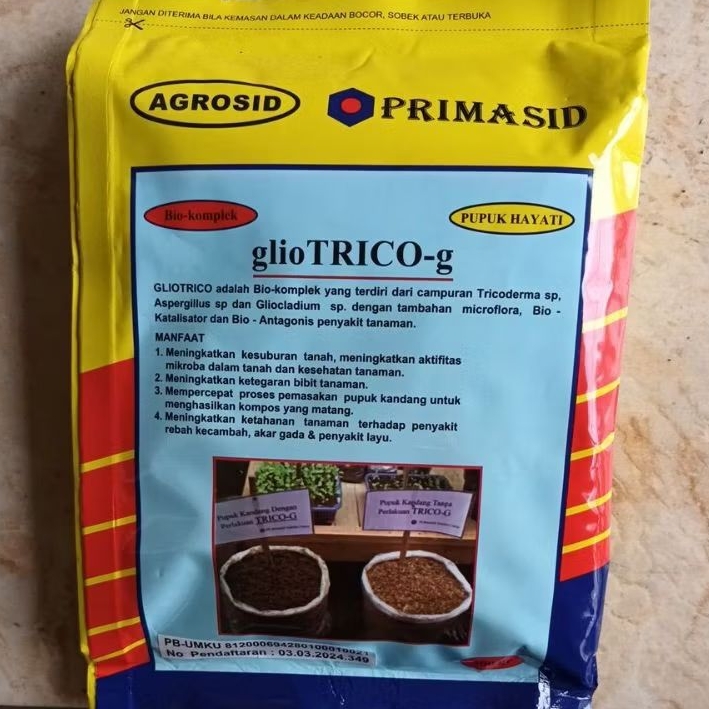 JANGAN DITERIMA BILA KEMASAN DALAM KEADAAN BOCOR, SOBEK ATAU TERBUKA
AGROSID PRIMASID
Bio-komplek PUPUK HAYATI
glioTRICO-g
GLIOTRICO adalah Bio-komplek yang terdiri dari campuran Tricoderma sp,
Aspergillus sp dan Gliocladium sp. dengan tambahan microflora, Bio -
Katalisator dan Bio - Antagonis penyakit tanaman.
MANFAAT
1. Meningkatkan kesuburan tanah, meningkatkan aktifitas
mikroba dalam tanah dan kesehatan tanaman.
2. Meningkatkan ketegaran bibit tanaman.
3. Mempercepat proses pemasakan pupuk kandang untuk
menghasilkan kompos yang matang.
4. Meningkatkan ketahanan tanaman terhadap penyakit
rebah kecambah, akar gada & penyakit layu.
Pupuk Kandang Dengan
Perlakuan TRICO-G
Pupuk Kandang Tanpa
Perlakuan TRICO-G
PB-UMKU
No Pendaftaran : 03.03.2024.349